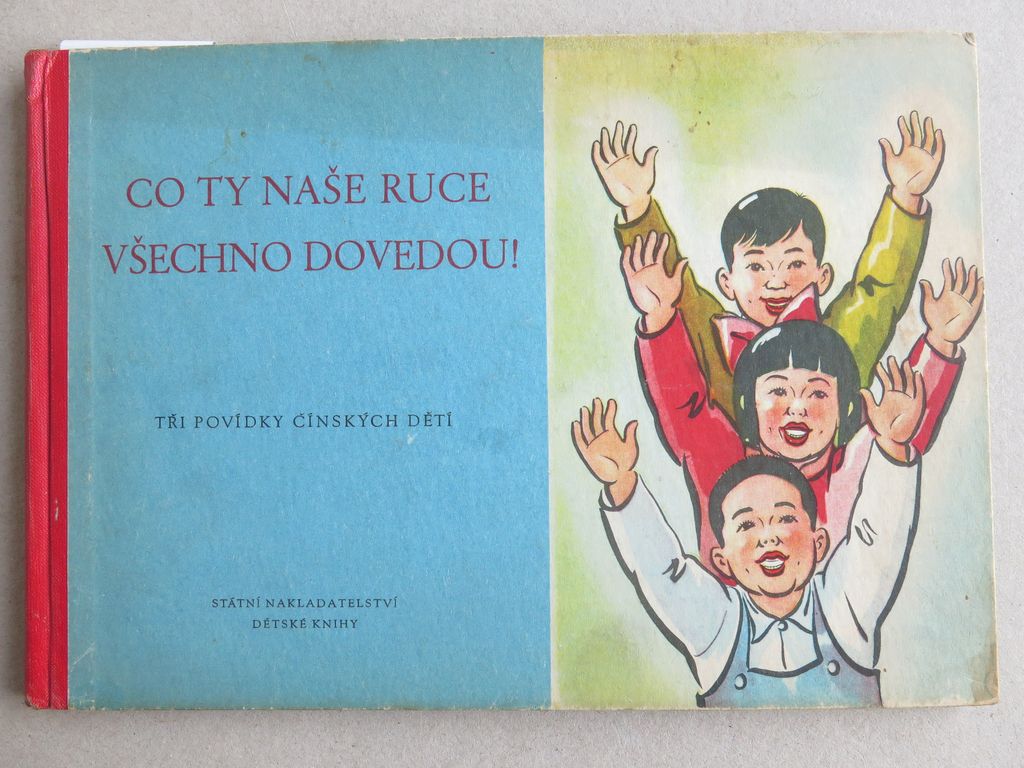 CO TY NAŠE RUCE
VŠECHNO DOVEDOU!
TŘI POVÍDKY ČÍNSKÝCH DĚTÍ
STÁTNÍ NAKLADATELSTVÍ
DĚTSKÉ KNIHY